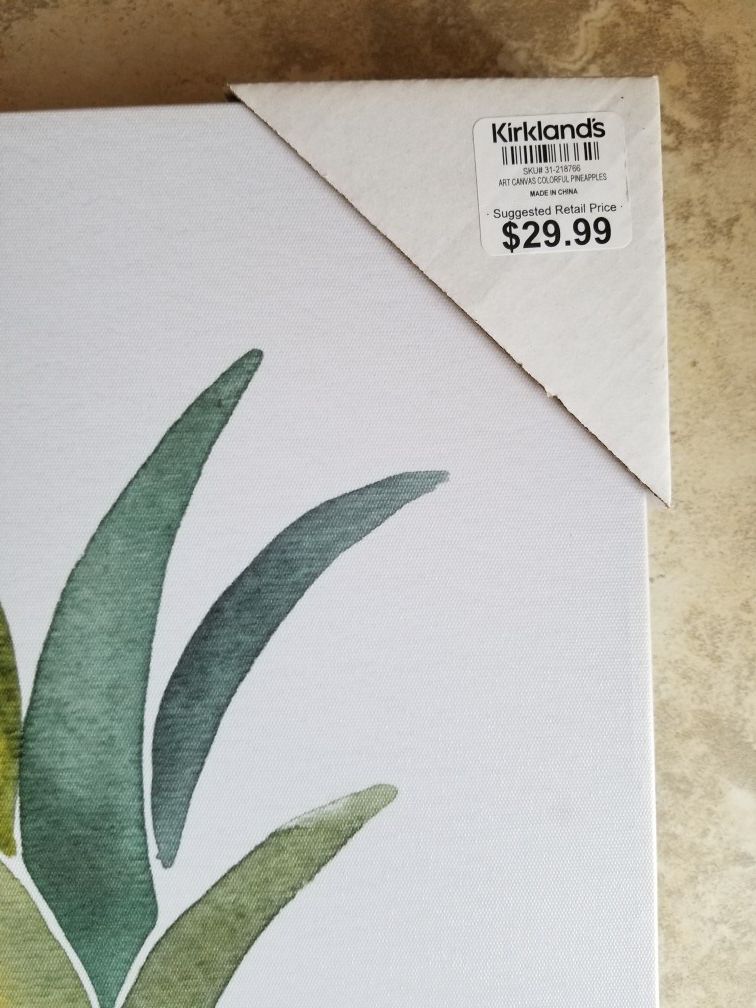 Kirkland's
SKU# 31-218766
ART CANVAS COLORFUL PINEAPPLES
MADE IN CHINA
· Suggested Retail Price ·
$29.99